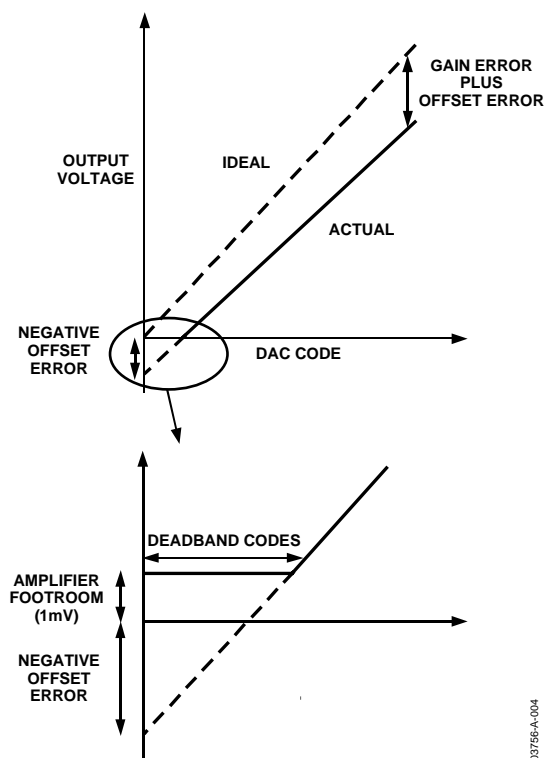 GAIN ERROR
PLUS
OFFSET ERROR
OUTPUT
VOLTAGE
IDEAL
ACTUAL
NEGATIVE
OFFSET
ERROR
DAC CODE
DEADBAND CODES
AMPLIFIER
FOOTROOM
(1mV)
NEGATIVE
OFFSET
ERROR
03756-A-004